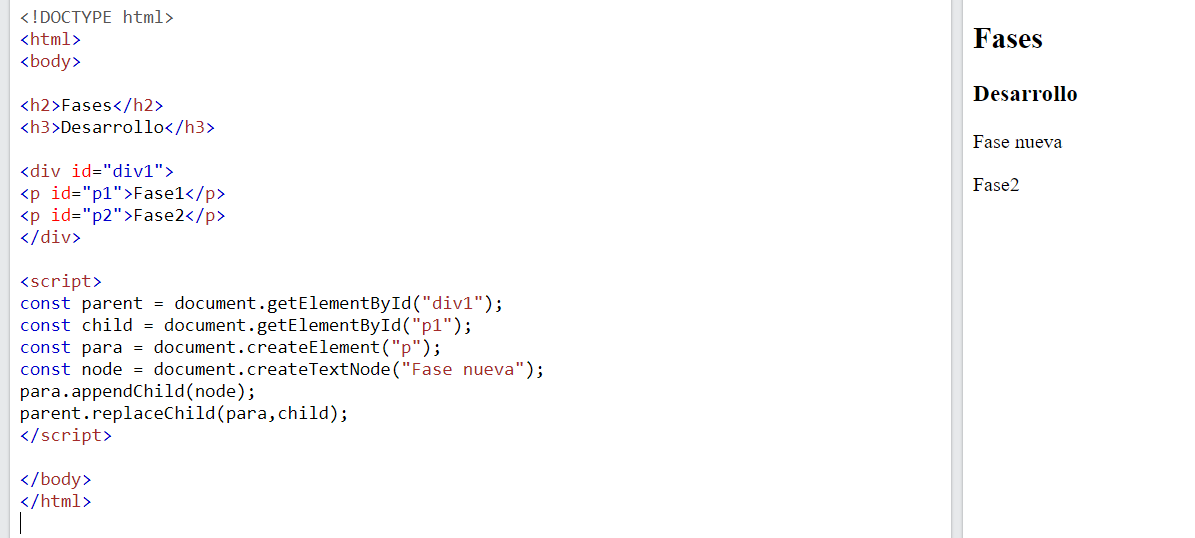 <!DOCTYPE html>
<html>
<body>
<h2>Fases</h2>
<h3>Desarrollo</h3>
<div id="div1">
<p id="p1">Fase1</p>
<p id="p2">Fase2</p>
</div>
<script>
const parent = document.getElementById("div1");
const child = document.getElementById("p1");
const para = document.createElement("p");
const node = document.createTextNode("Fase nueva");
para.appendChild(node);
parent.replaceChild(para,child);
</script>
</body>
</html>
Fases
Desarrollo
Fase nueva
Fase2